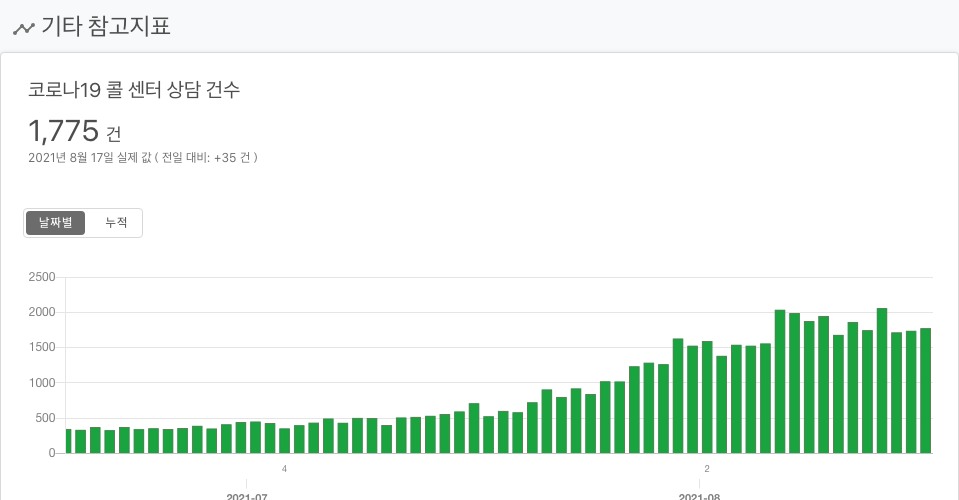 기타 참고지표
코로나19 콜 센터 상담 건수
1,775 건
2021년 8월 17일 실제 값 ( 전일 대비: +35 건 )
날짜별 누적
2500
2000
1500
1000
500
0
4 2
2021-07 2021-08